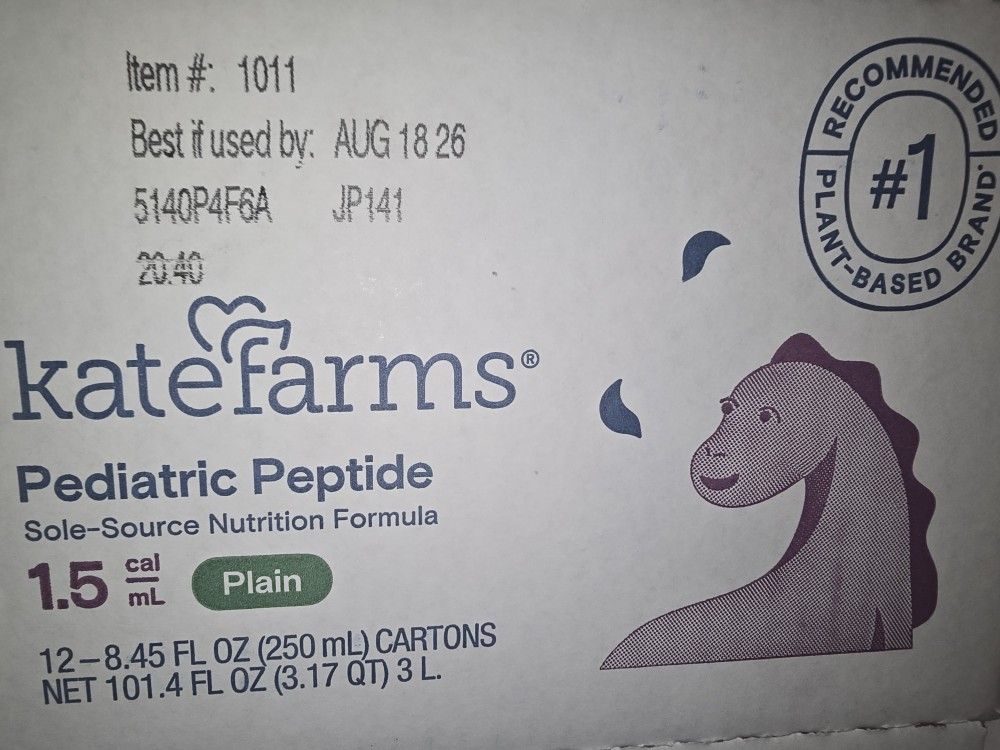 Item #: 1011
Best if used by: AUG 18 26
5140P4F6A JP141
20:40
RECOMMENDED
#1
PLANT-BASED BRAND*
katefarms®
Pediatric Peptide
Sole-Source Nutrition Formula
1.5 cal
mL
Plain
12–8.45 FL OZ (250 mL) CARTONS
NET 101.4 FL OZ (3.17 QT) 3 L.